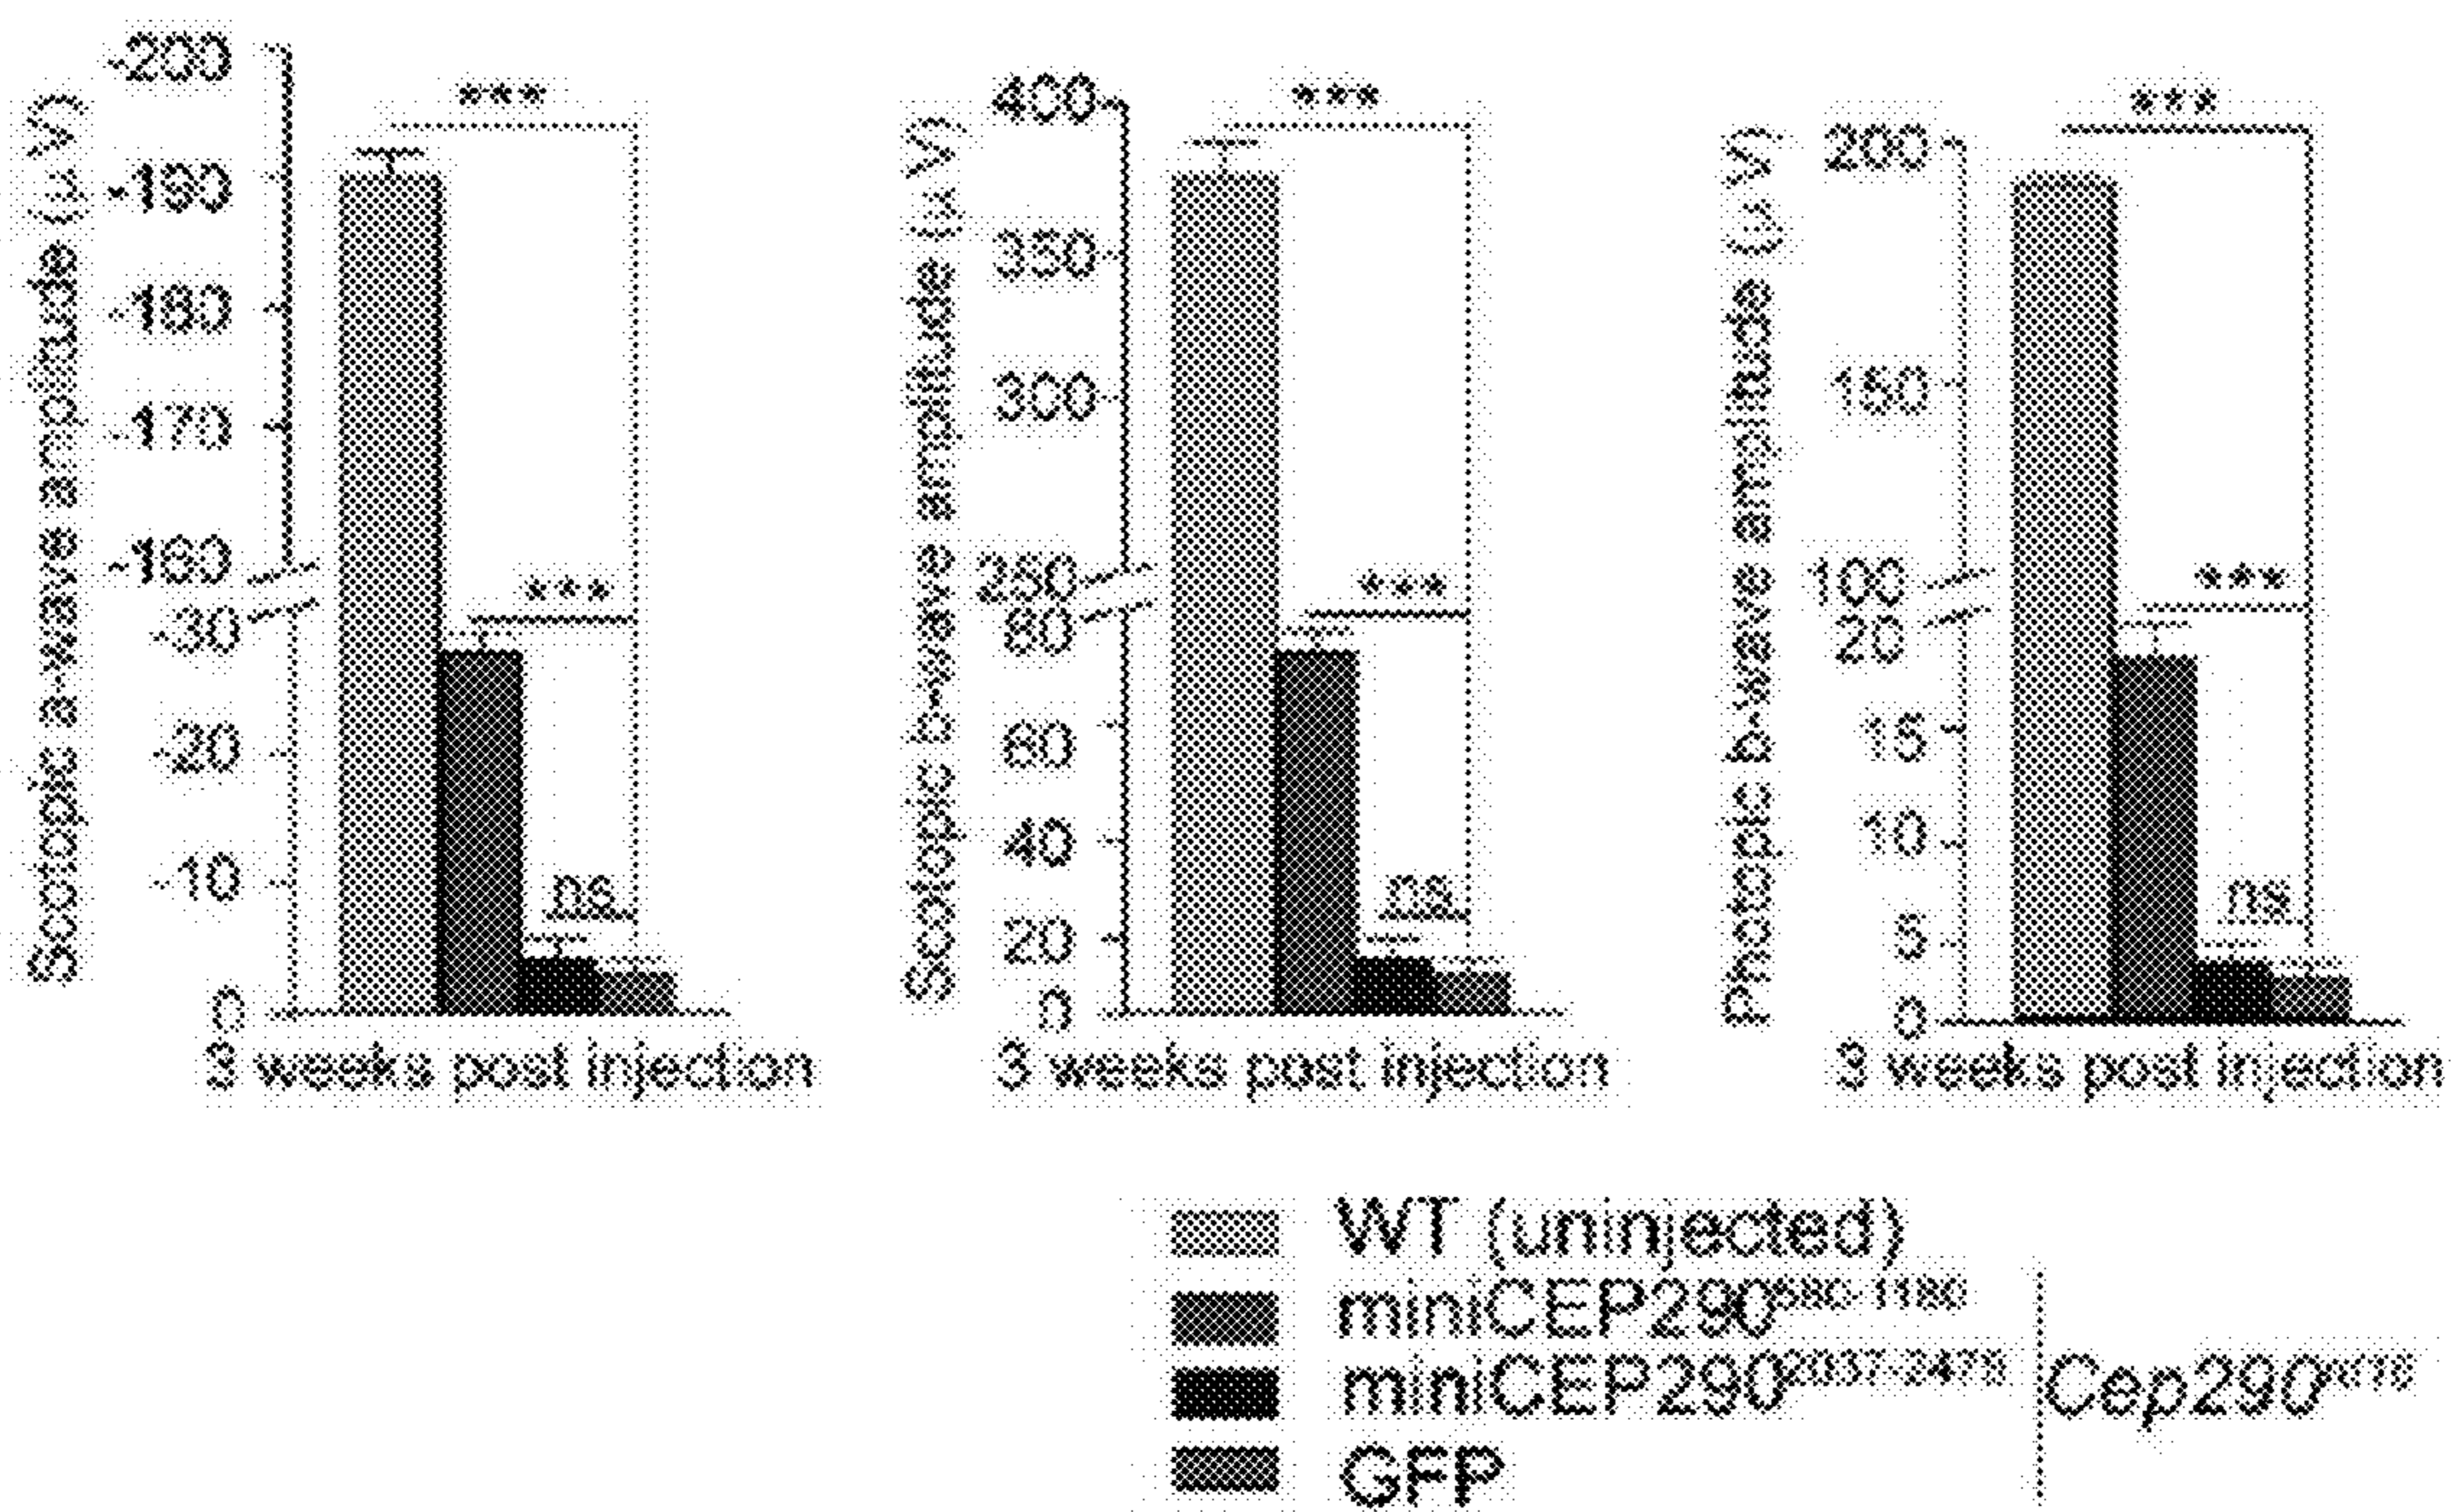 Scotopic a-wave amplitude (µV)
-200
-190
-180
-170
-160
-30
-20
-10
0
***
***
ns
3 weeks post injection
Scotopic b-wave amplitude (µV)
400
350
300
250
80
60
40
20
0
***
***
ns
3 weeks post injection
Photopic b-wave amplitude (µV)
200
150
100
20
15
10
5
0
***
***
ns
3 weeks post injection
WT (uninjected)
miniCEP290
miniCEP290
GFP
Cep290